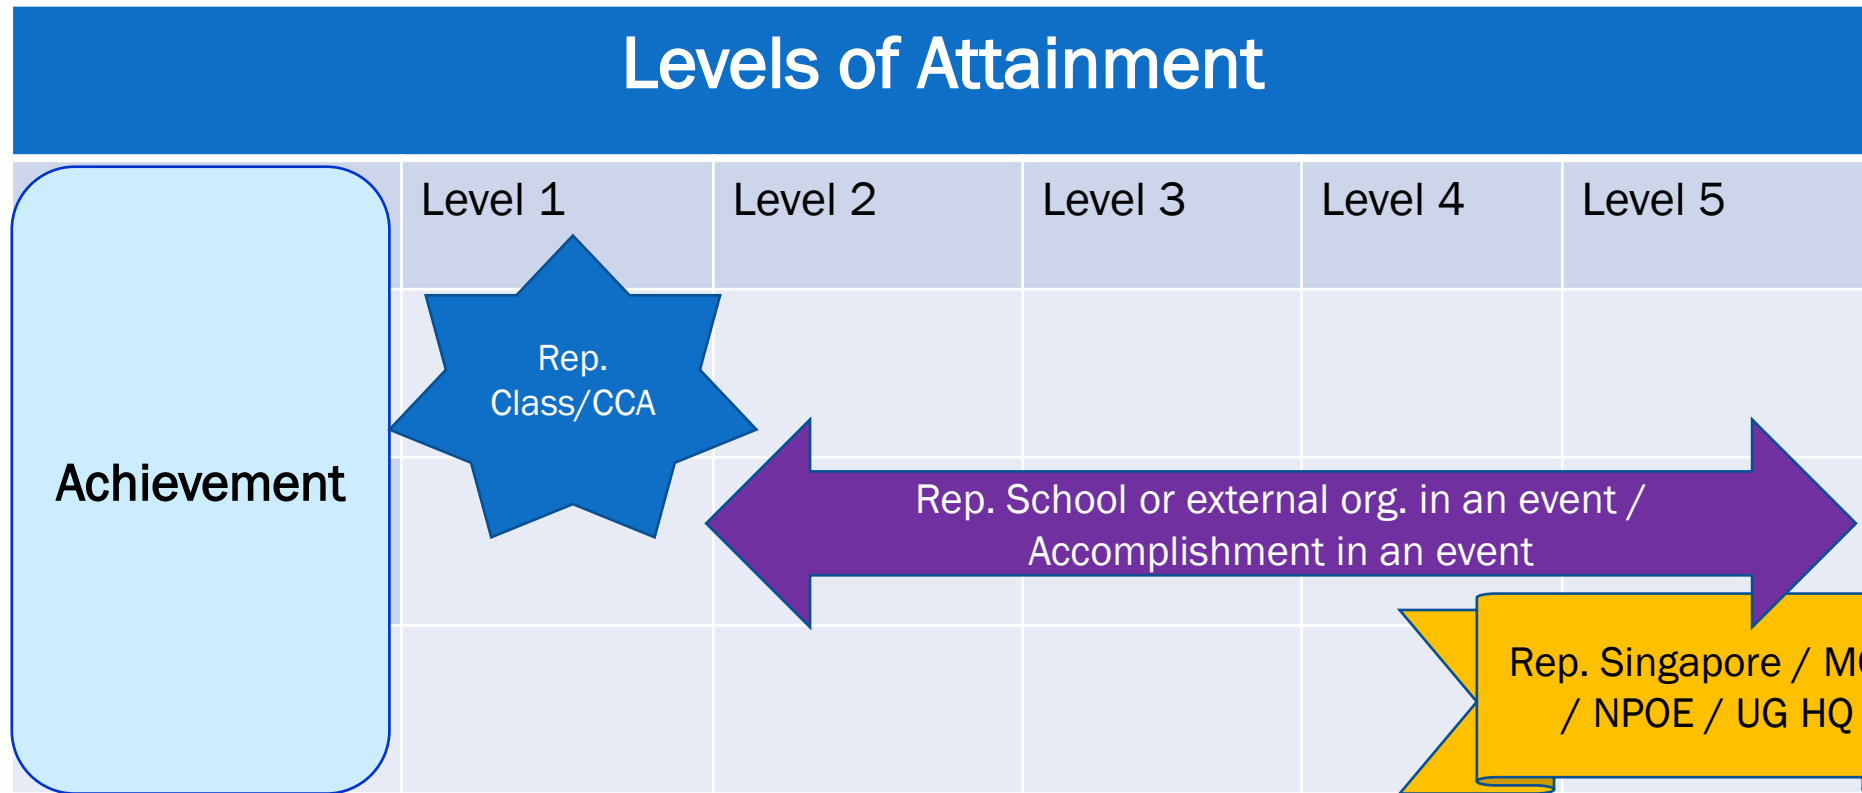 Levels of Attainment
Level 1
Level 2
Level 3
Level 4
Level 5
Achievement
Rep.
Class/CCA
Rep. School or external org. in an event /
Accomplishment in an event
Rep. Singapore /
/ NPOE / UG HQ